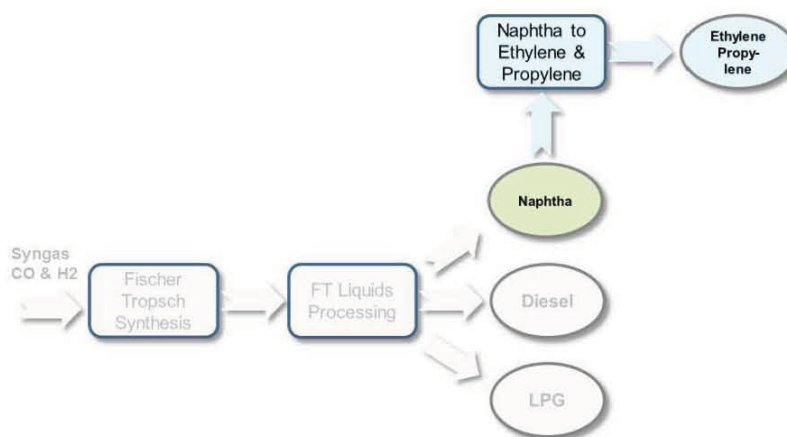 Naphtha to
Ethylene &
Propylene
Ethylene
Propy-
lene
Naphtha
Syngas
CO & H2
Fischer
Tropsch
Synthesis
FT Liquids
Processing
Diesel
LPG